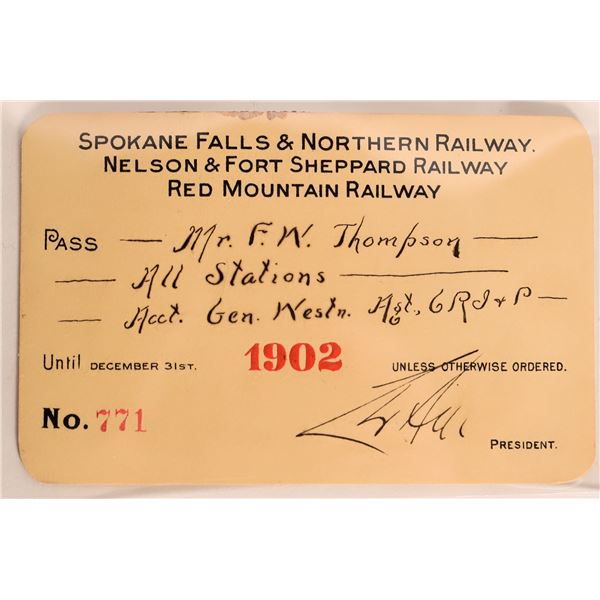 SPOKANE FALLS & NORTHERN RAILWAY.
NELSON & FORT SHEPPARD RAILWAY
RED MOUNTAIN RAILWAY
PASS — Mr. F. W. Thompson —
— All Stations —
— Acct. Gen. Westn. Agt., C R I & P —
Until DECEMBER 31ST. 1902 UNLESS OTHERWISE ORDERED.
No. 771
PRESIDENT.